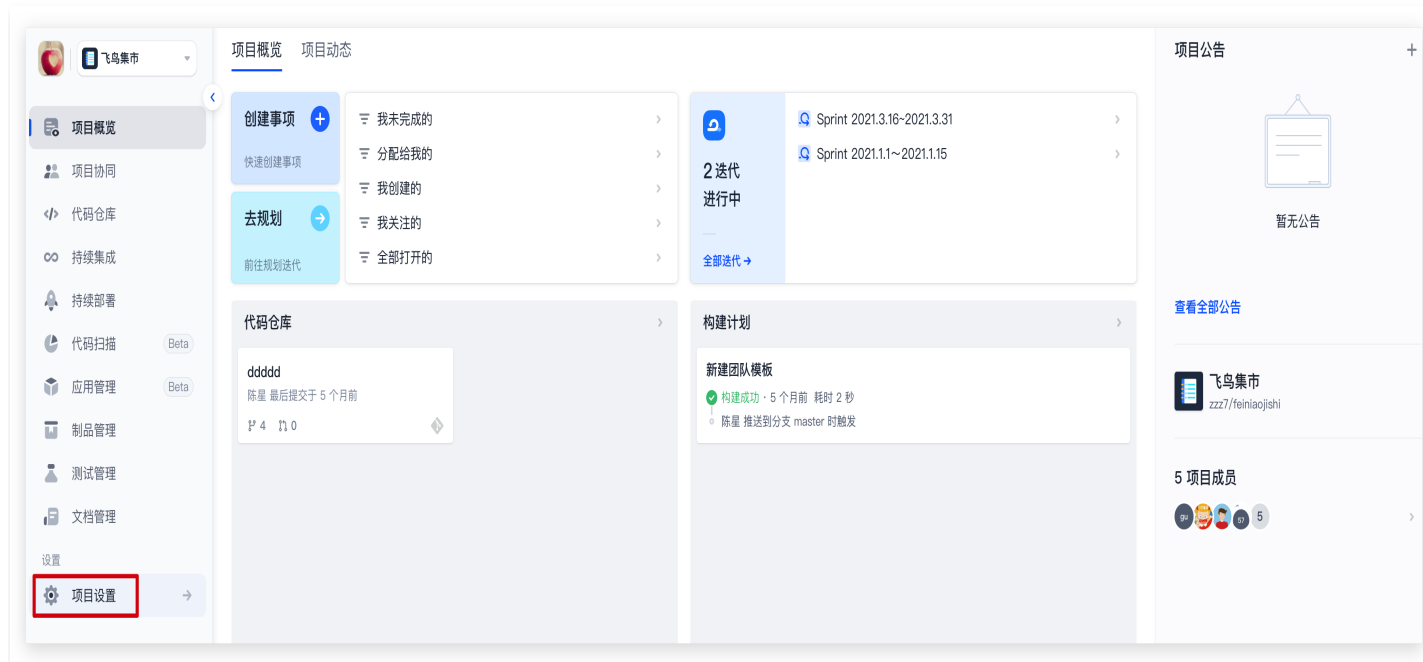 飞鸟集市
项目概览
项目协同
代码仓库
持续集成
持续部署
代码扫描 Beta
应用管理 Beta
制品管理
测试管理
文档管理
设置
项目设置
项目概览 项目动态
创建事项
快速创建事项
去规划
前往规划迭代
我未完成的
分配给我的
我创建的
我关注的
全部打开的
2 迭代
进行中
全部迭代
Sprint 2021.3.16~2021.3.31
Sprint 2021.1.1～2021.1.15
代码仓库
ddddd
陈星 最后提交于 5 个月前
4 0
构建计划
新建团队模板
构建成功 · 5 个月前 耗时 2 秒
陈星 推送到分支 master 时触发
项目公告
暂无公告
查看全部公告
飞鸟集市
zzz7/feiniaojishi
5 项目成员
gu 57 5